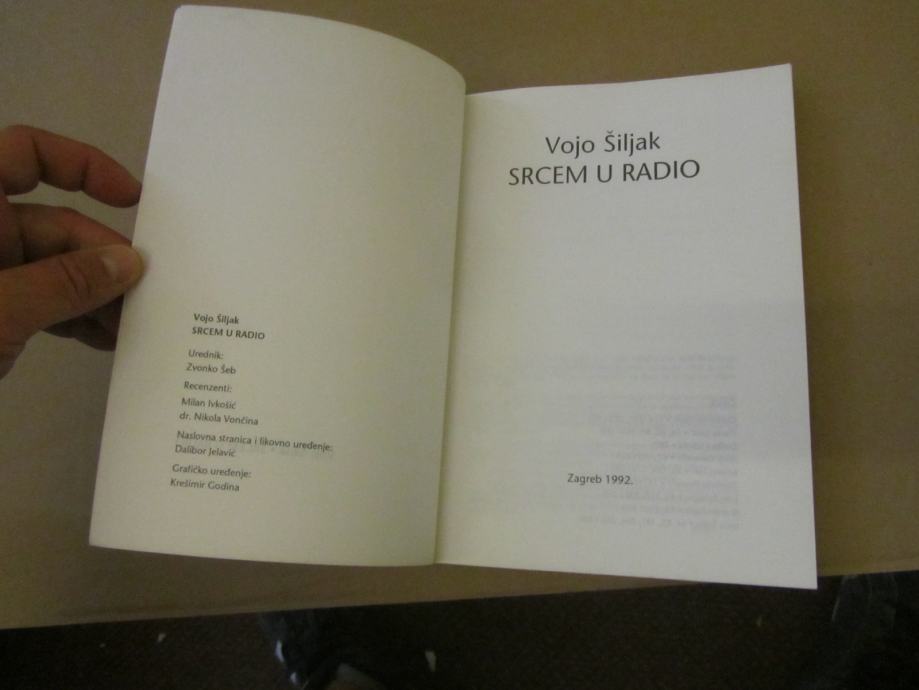 Vojo Šiljak
SRCEM U RADIO
Urednik:
Zvonko Šeb
Recenzenti:
Milan Ivkošić
dr. Nikola Vončina
Naslovna stranica i likovno uređenje:
Dalibor Jelavić
Grafičko uređenje:
Krešimir Godina
Vojo Šiljak
SRCEM U RADIO
Zagreb 1992.